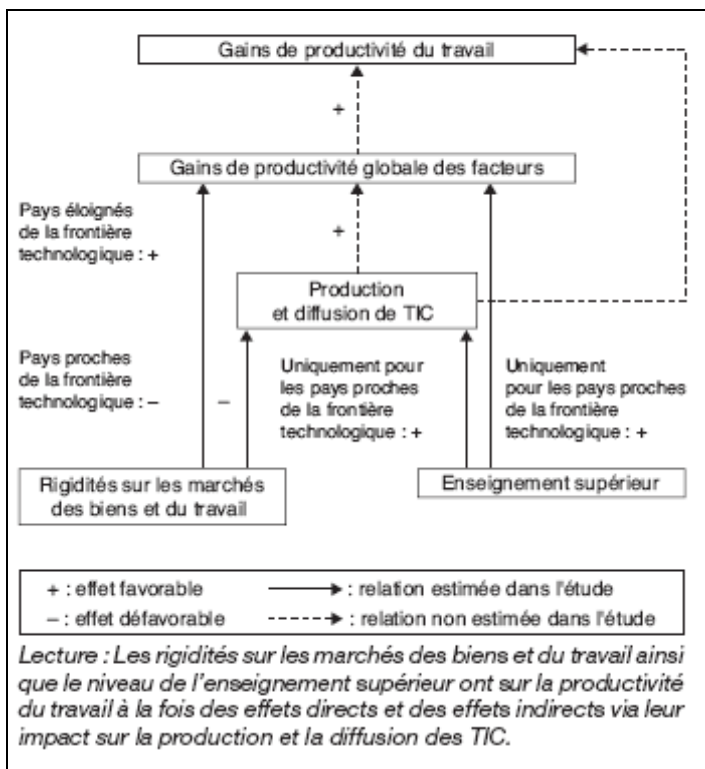 Gains de productivité du travail
+
Gains de productivité globale des facteurs
Pays éloignés
de la frontière
technologique : +
+
Production
et diffusion de TIC
Pays proches
de la frontière
technologique : –
–
Uniquement pour
les pays proches
de la frontière
technologique : +
Uniquement
pour les pays proches
de la frontière
technologique : +
Rigidités sur les marchés
des biens et du travail
Enseignement supérieur
+ : effet favorable
: relation estimée dans l'étude
– : effet défavorable
: relation non estimée dans l'étude
Lecture : Les rigidités sur les marchés des biens et du travail ainsi
que le niveau de l'enseignement supérieur ont sur la productivité
du travail à la fois des effets directs et des effets indirects via leur
impact sur la production et la diffusion des TIC.